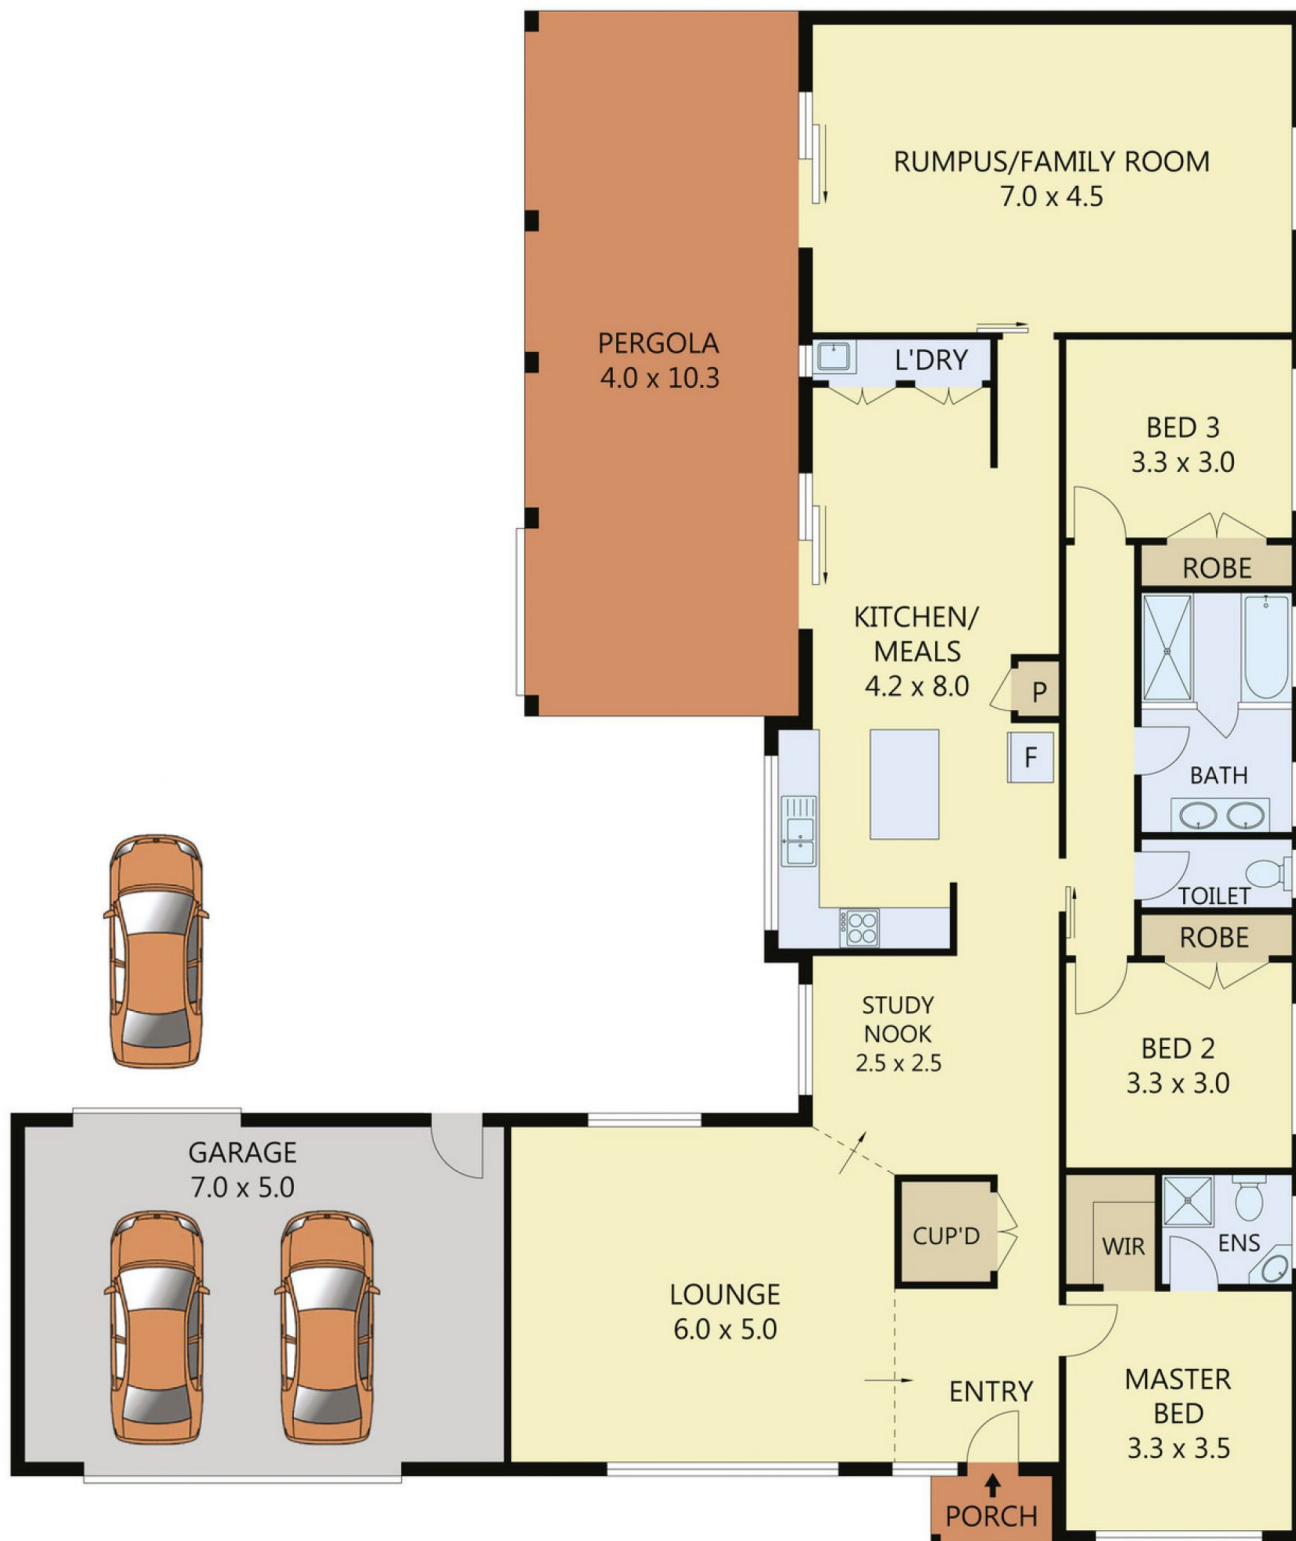 RUMPUS/FAMILY ROOM
7.0 x 4.5
PERGOLA
4.0 x 10.3
L'DRY
BED 3
3.3 x 3.0
ROBE
KITCHEN/
MEALS
4.2 x 8.0
P
F
BATH
TOILET
ROBE
STUDY
NOOK
2.5 x 2.5
BED 2
3.3 x 3.0
GARAGE
7.0 x 5.0
CUP'D
WIR
ENS
LOUNGE
6.0 x 5.0
ENTRY
MASTER
BED
3.3 x 3.5
PORCH